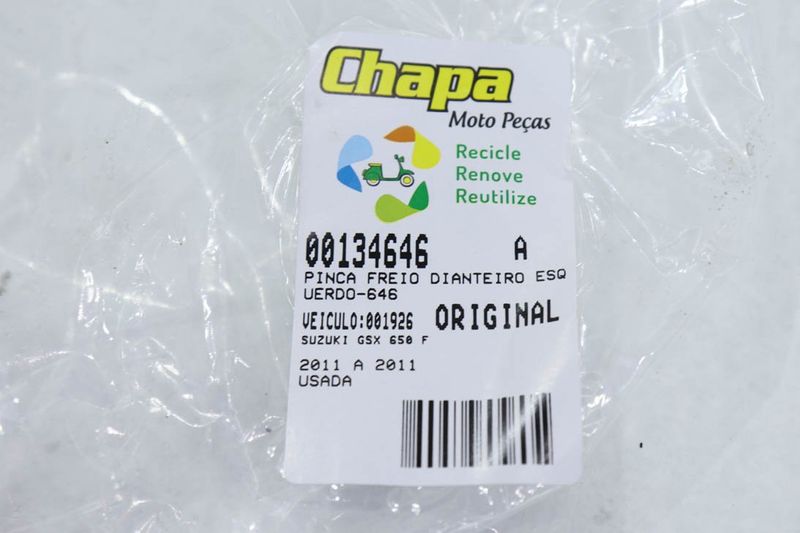 Chapa
Moto Peças
Recicle
Renove
Reutilize
00134646 A
PINCA FREIO DIANTEIRO ESQ
UERDO-646
VEICULO:001926 ORIGINAL
SUZUKI GSX 650 F
2011 A 2011
USADA